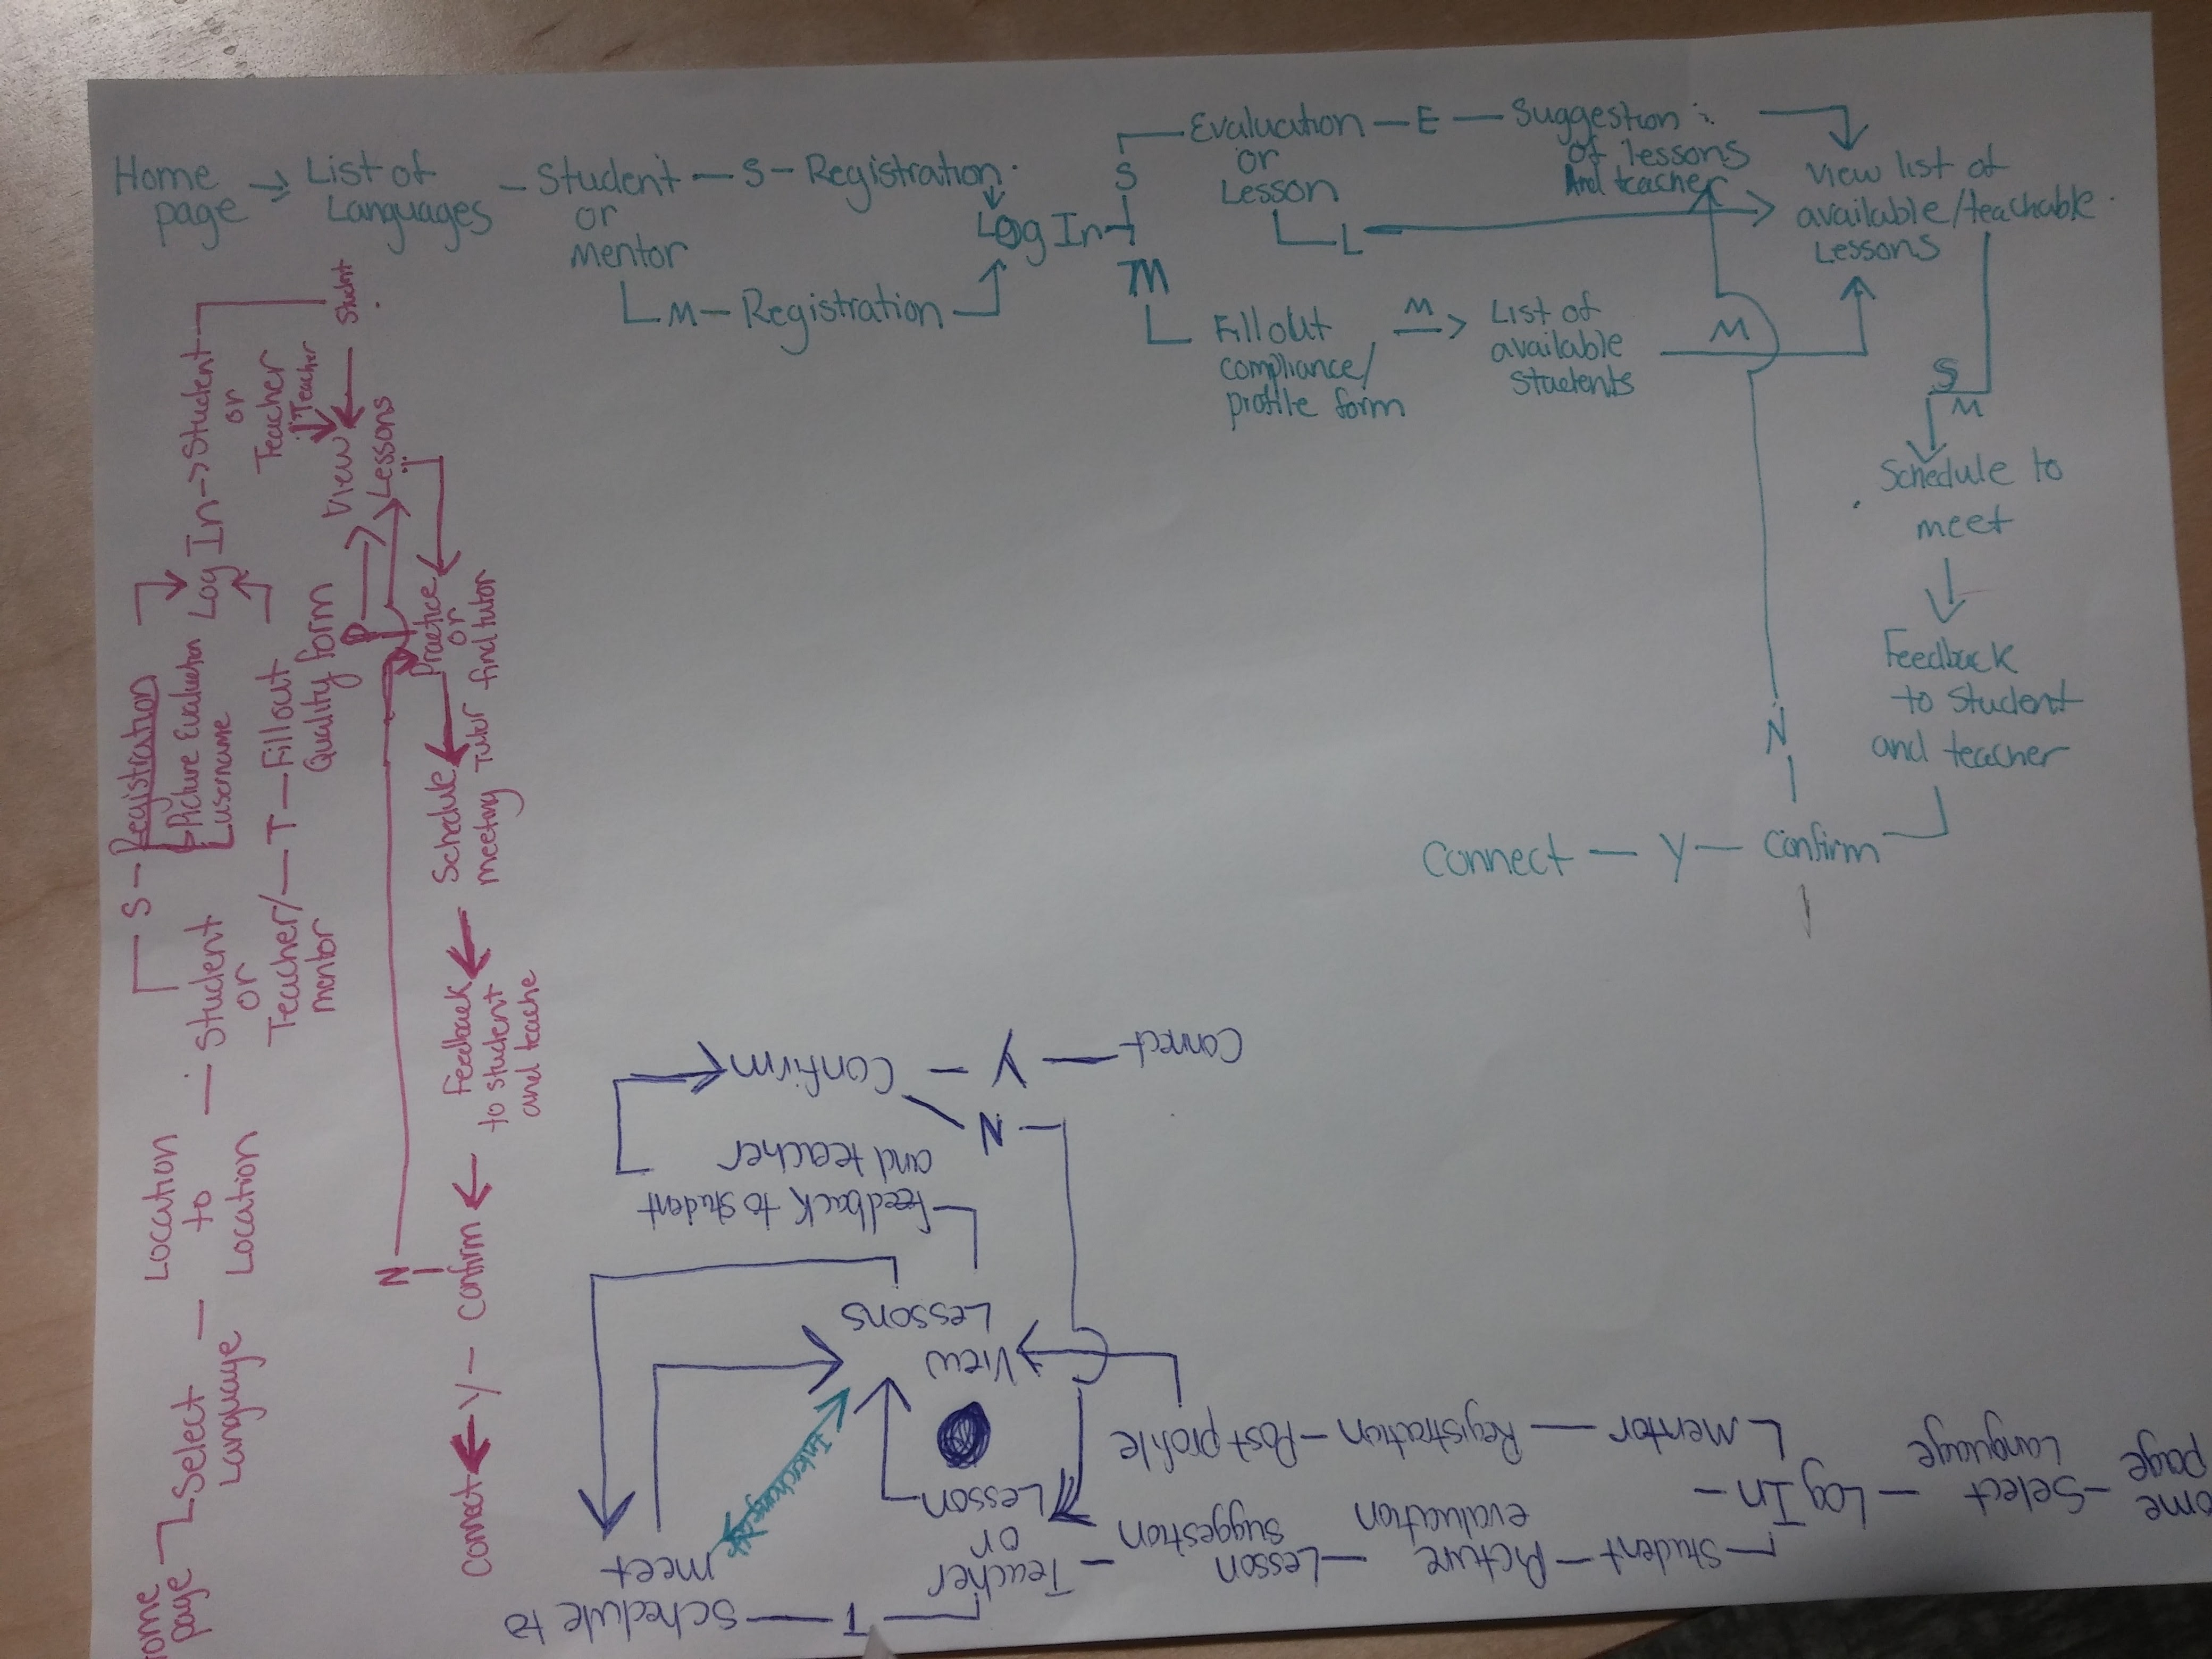 Home
page
List of
Languages
Student
or
Mentor
S
Registration
M
Registration
Log In
S
M
Evaluation
or
Lesson
E
Suggestion
of lessons
And teacher
L
View list of
available/teachable
Lessons
Fill out
compliance/
profile form
M
List of
available
students
M
S
M
Schedule to
meet
Feedback
to student
and teacher
Confirm
N
Y
Connect
page
Select
Language
Location
to
Location
Student
or
Teacher/
mentor
S
Registration
Picture Evaluation
username
T
Fill out
Quality form
Log In
Student
or
Teacher
Student
Teacher
View
Lessons
P
Practice
or
find tutor
Tutor
Schedule
meeting
Feedback
to student
and teache
Confirm
N
Y
Connect
ome
page
Select
Language
Log In
Student
Picture
evaluation
Lesson
suggestion
Teacher
or
Lesson
Mentor
Registration
Post profile
T
Schedule to
meet
View
Lessons
Feedback to student
and teacher
Confirm
N
Y
Connect